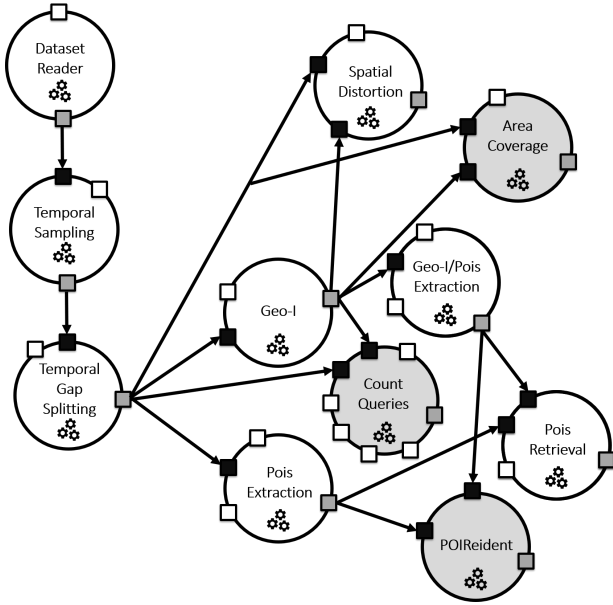 Dataset
Reader
Spatial
Distortion
Area
Coverage
Temporal
Sampling
Geo-I/Pois
Extraction
Geo-I
Temporal
Gap
Splitting
Count
Queries
Pois
Retrieval
Pois
Extraction
POIReident